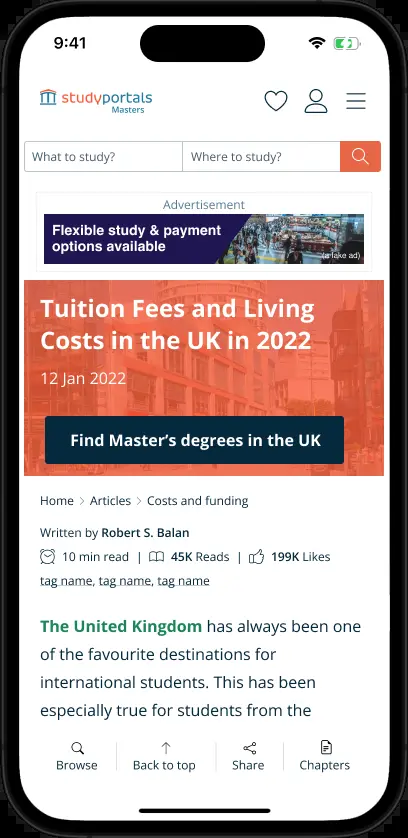 9:41
studyportals
Masters
What to study?
Where to study?
Advertisement
Flexible study & payment
options available
Tuition Fees and Living
Costs in the UK in 2022
12 Jan 2022
Find Master's degrees in the UK
Home > Articles > Costs and funding
Written by Robert S. Balan
10 min read | 45K Reads | 199K Likes
tag name, tag name, tag name
The United Kingdom has always been one
of the favourite destinations for
international students. This has been
especially true for students from the
Browse
Back to top
Share
Chapters